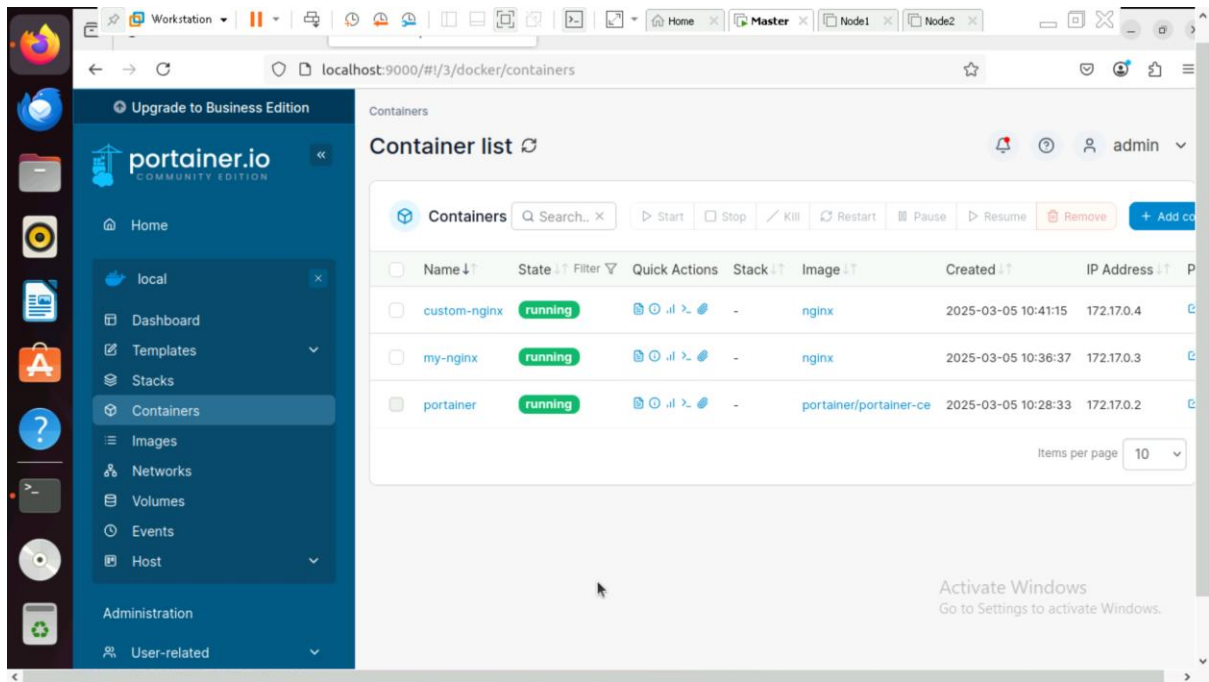 Workstation
Home
Master
Node1
Node2
localhost:9000/#!/3/docker/containers
Upgrade to Business Edition
portainer.io
COMMUNITY EDITION
Home
local
Dashboard
Templates
Stacks
Containers
Images
Networks
Volumes
Events
Host
Administration
User-related
Containers
Container list
admin
Containers Search.. Start Stop Kill Restart Pause Resume Remove + Add co
Name State Filter Quick Actions Stack Image Created IP Address P
custom-nginx running - nginx 2025-03-05 10:41:15 172.17.0.4
my-nginx running - nginx 2025-03-05 10:36:37 172.17.0.3
portainer running - portainer/portainer-ce 2025-03-05 10:28:33 172.17.0.2
Items per page 10
Activate Windows
Go to Settings to activate Windows.